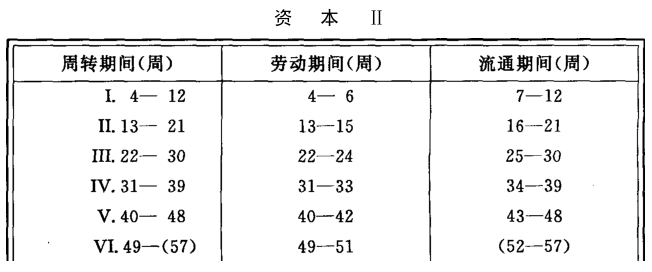 资 本 II
周转期间(周) 劳动期间(周) 流通期间(周)
I. 4— 12 4— 6 7—12
II. 13— 21 13—15 16—21
III. 22— 30 22—24 25—30
IV. 31— 39 31—33 34—39
V. 40— 48 40—42 43—48
VI. 49—(57) 49—51 (52—57)